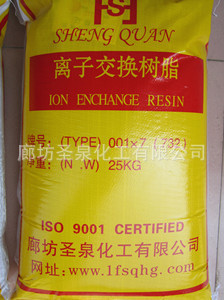 SHENG QUAN
离子交换树脂
ION ENCHANGE RESIN
牌号: (TYPE) 001×7 (732)
廊坊圣泉化工有限公司
净重: (N .W) 25KG
ISO 9001 CERTIFIED
廊坊圣泉化工有限公司
网址:www.lfsqhg.com